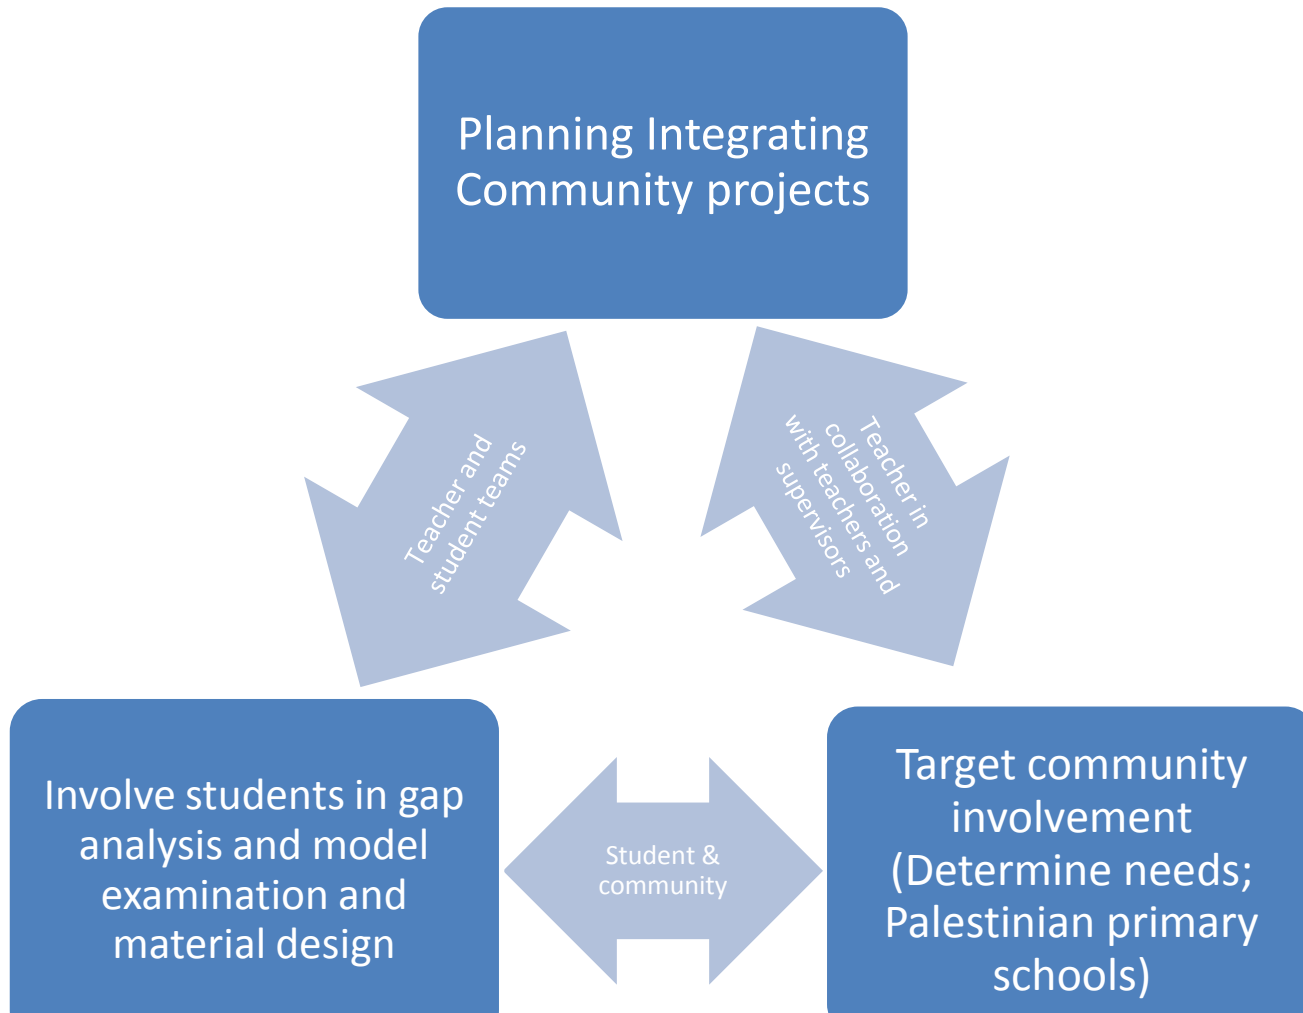 Planning Integrating
Community projects
Teacher and
student teams
Teacher in
collaboration
with teachers and
supervisors
Involve students in gap
analysis and model
examination and
material design
Student &
community
Target community
involvement
(Determine needs;
Palestinian primary
schools)